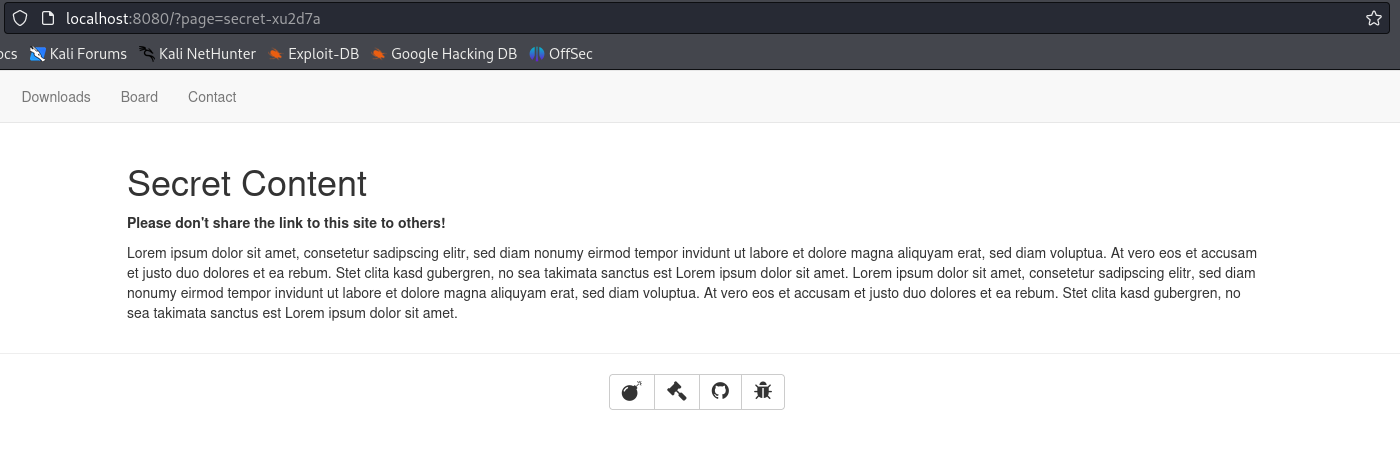 localhost:8080/?page=secret-xu2d7a
ocs Kali Forums Kali NetHunter Exploit-DB Google Hacking DB OffSec
Downloads Board Contact
Secret Content
Please don't share the link to this site to others!
Lorem ipsum dolor sit amet, consetetur sadipscing elitr, sed diam nonumy eirmod tempor invidunt ut labore et dolore magna aliquyam erat, sed diam voluptua. At vero eos et accusam
et justo duo dolores et ea rebum. Stet clita kasd gubergren, no sea takimata sanctus est Lorem ipsum dolor sit amet. Lorem ipsum dolor sit amet, consetetur sadipscing elitr, sed diam
nonumy eirmod tempor invidunt ut labore et dolore magna aliquyam erat, sed diam voluptua. At vero eos et accusam et justo duo dolores et ea rebum. Stet clita kasd gubergren, no
sea takimata sanctus est Lorem ipsum dolor sit amet.